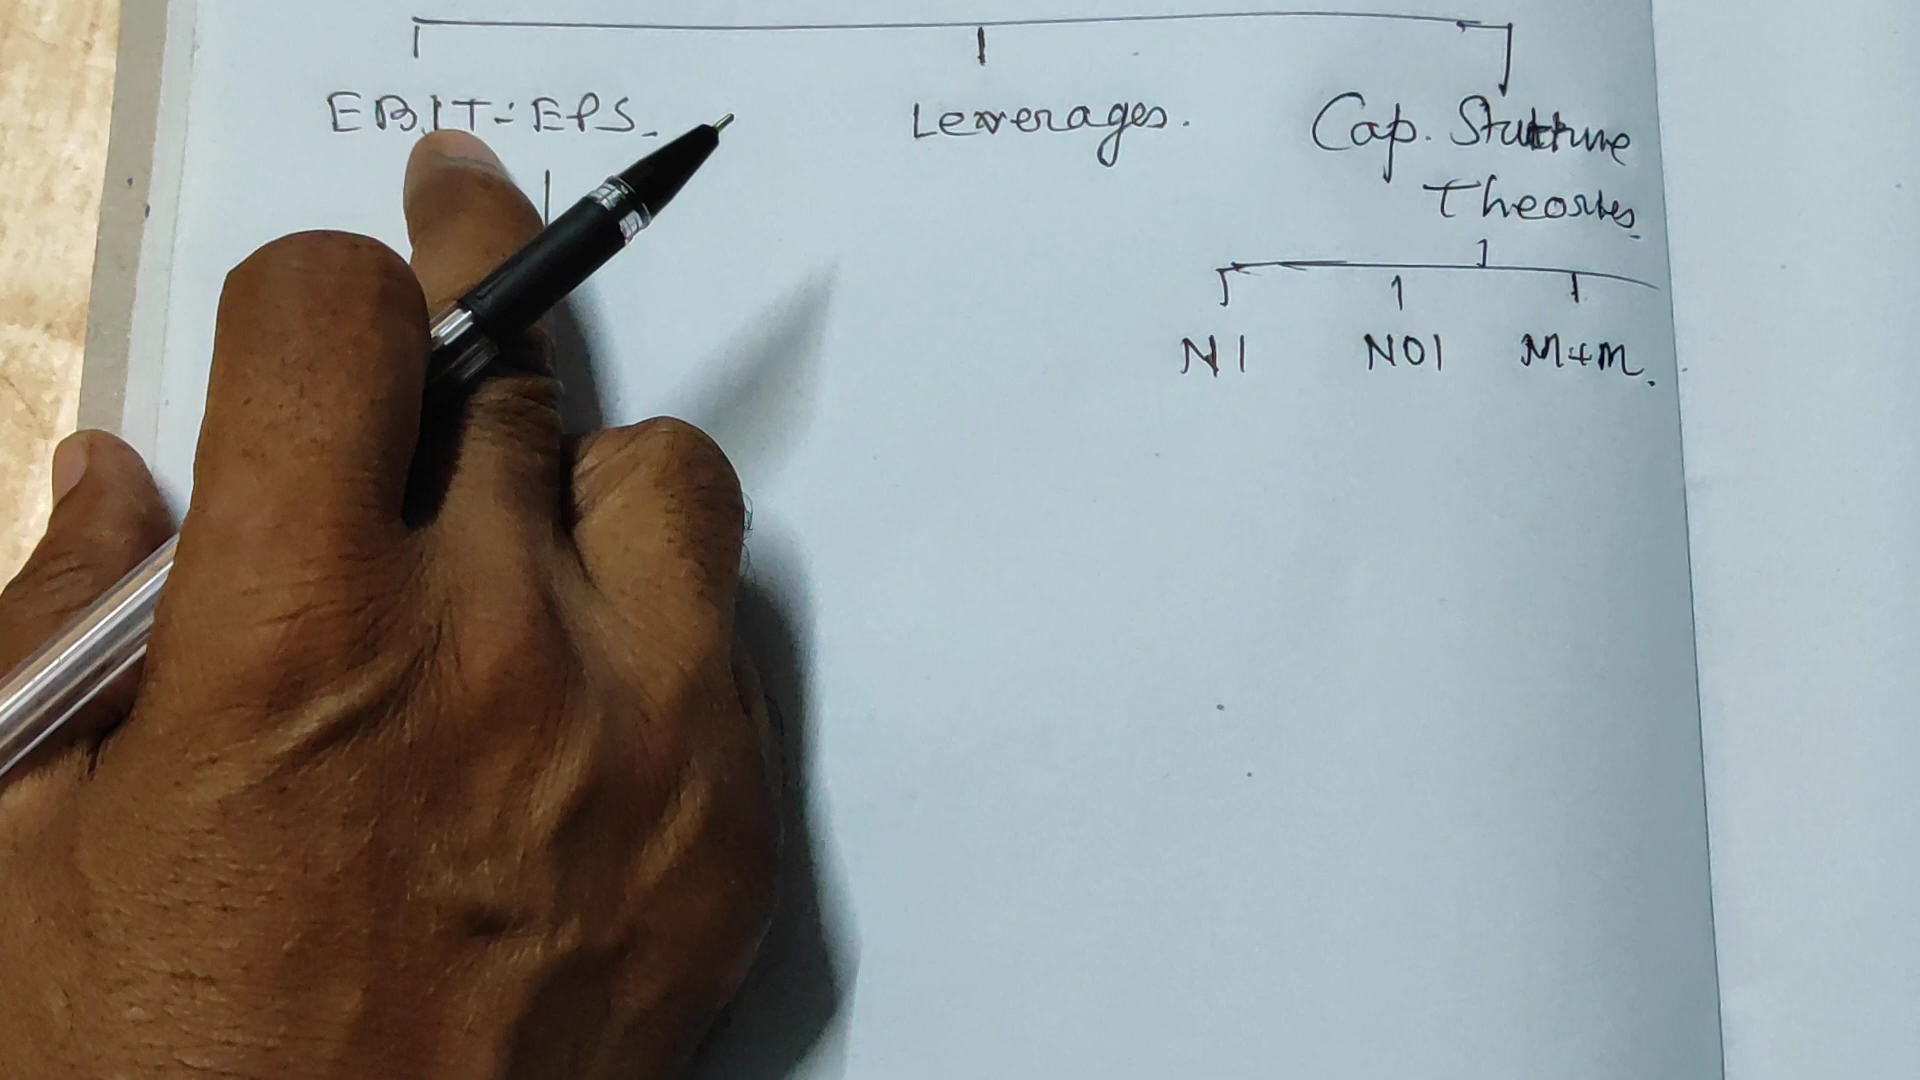 EBIT-EPS.
Leverages.
Cap. Structure
Theories.
NI NOI M+M.